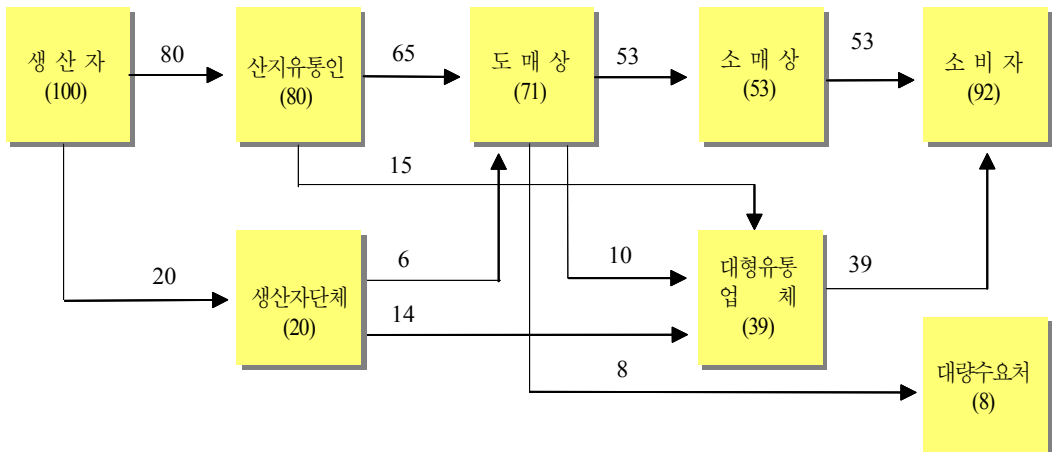 생 산 자
(100)
80
산지유통인
(80)
65
도 매 상
(71)
53
소 매 상
(53)
53
소 비 자
(92)
15
20
생산자단체
(20)
6
14
10
대형유통
업 체
(39)
39
8
대량수요처
(8)